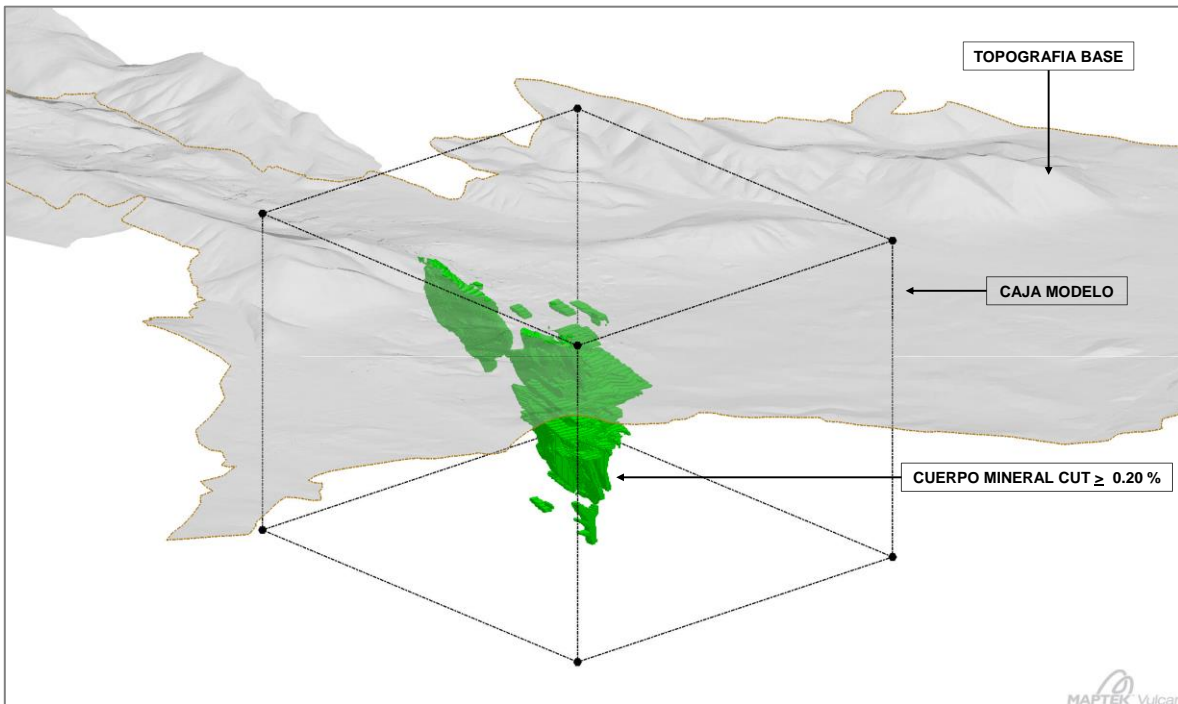 TOPOGRAFIA BASE
CAJA MODELO
CUERPO MINERAL CUT ≥ 0.20 %
MAPTEK Vulcan